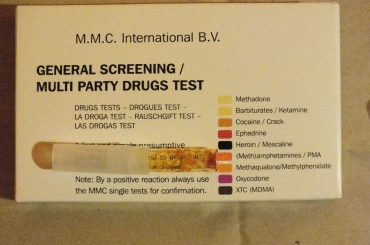 M.M.C. International B.V.
GENERAL SCREENING /
MULTI PARTY DRUGS TEST
DRUGS TESTS – DROGUES TEST –
LA DROGA TEST – RAUSCHGIFT TEST –
LAS DROGAS TEST
presumptive
Note: By a positive reaction always use
the MMC single tests for confirmation.
Methadone
Barbiturates / Ketamine
Cocaine / Crack
Ephedrine
Heroin / Mescaline
(Meth)amphetamines / PMA
Methaqualone/Methylphenidate
Oxycodone
XTC (MDMA)